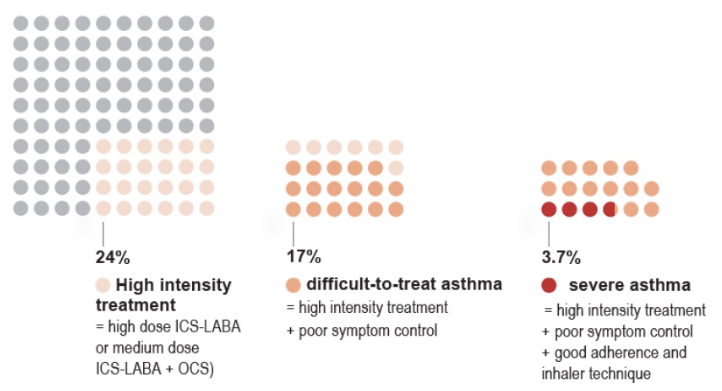 24%
High intensity
treatment
= high dose ICS-LABA
or medium dose
ICS-LABA + OCS)
17%
difficult-to-treat asthma
= high intensity treatment
+ poor symptom control
3.7%
severe asthma
= high intensity treatment
+ poor symptom control
+ good adherence and
inhaler technique